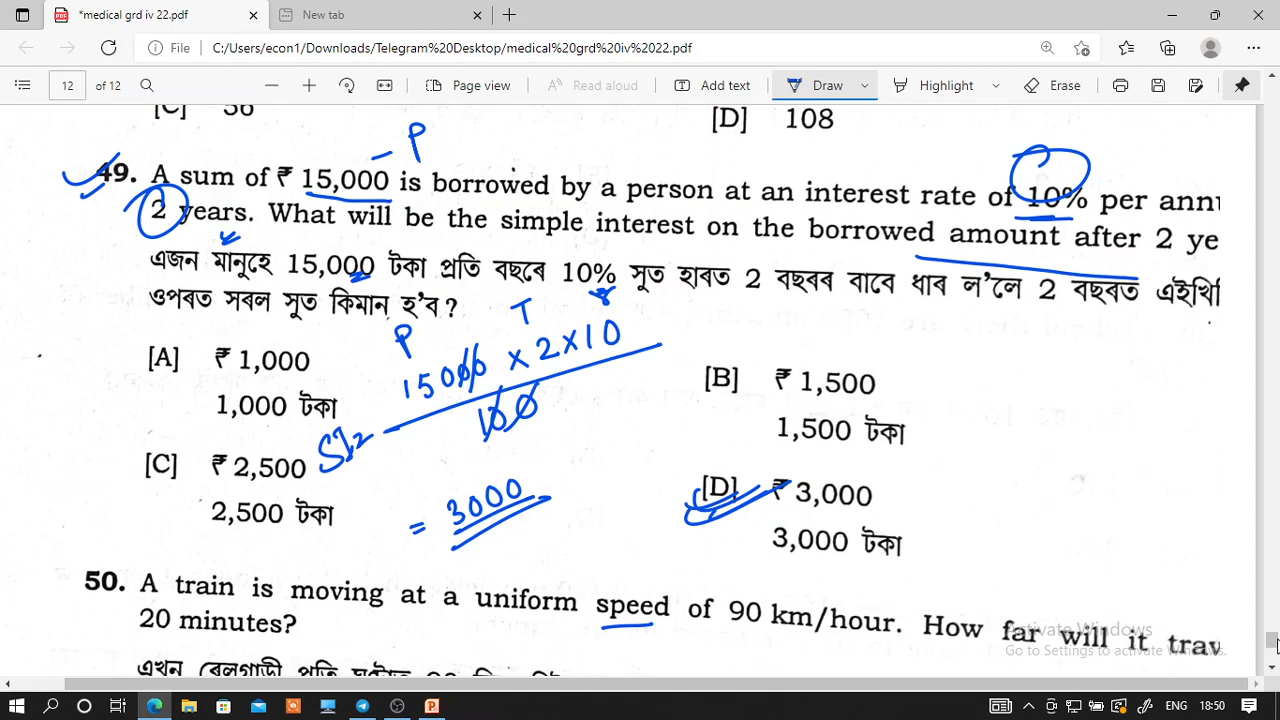 *medical grd iv 22.pdf
New tab
File C:/Users/econ1/Downloads/Telegram%20Desktop/medical%20grd%20iv%2022.pdf
12 of 12 Page view Read aloud Add text Draw Highlight Erase
[C] 36
[D] 108
P
49. A sum of ₹ 15,000 is borrowed by a person at an interest rate of 10% per annu
2 years. What will be the simple interest on the borrowed amount after 2 ye
এজন মানুহে 15,000 টকা প্ৰতি বছৰে 10% সুত হাৰত 2 বছৰৰ বাবে ধাৰ ল'লে 2 বছৰত এইখি
ওপৰত সৰল সুত কিমান হ'ব?
P T r
15000 × 2 × 10
100
SI =
= 3000
[A] ₹ 1,000
1,000 টকা
[B] ₹ 1,500
1,500 টকা
[C] ₹ 2,500
2,500 টকা
[D] ₹ 3,000
3,000 টকা
50. A train is moving at a uniform speed of 90 km/hour. How far will it trav
20 minutes?
Activate Windows
Go to Settings to activate Windows.
ENG 18:50